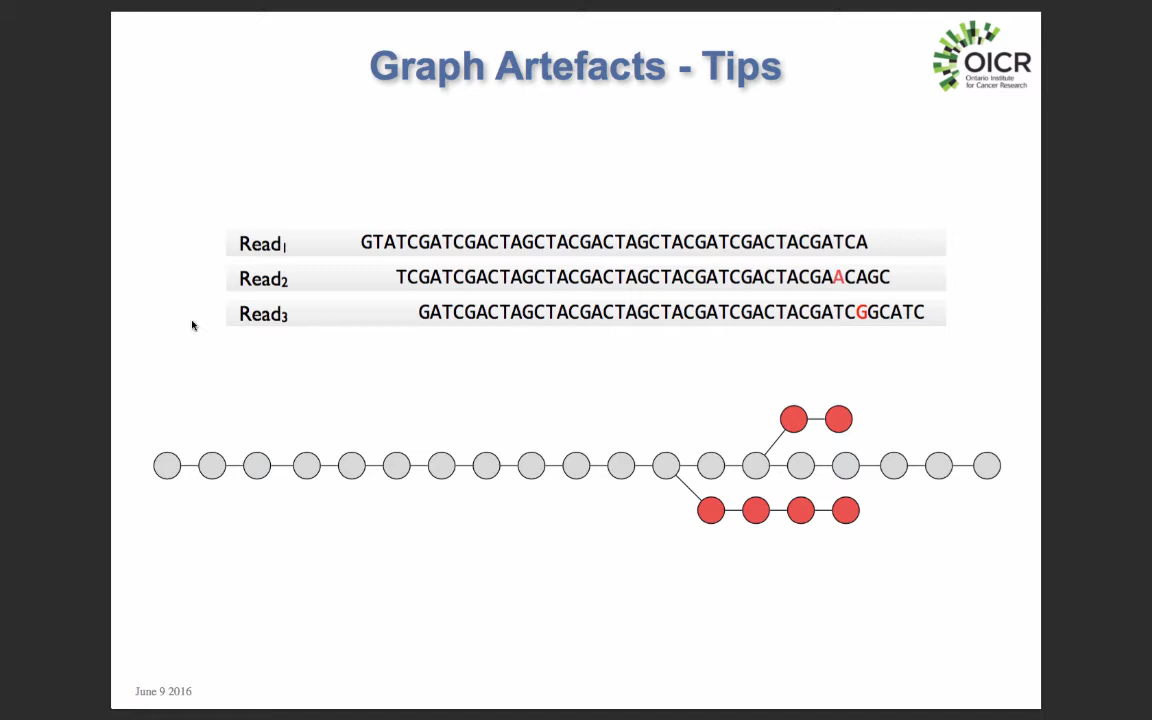 Graph Artefacts - Tips
OICR
Ontario Institute
for Cancer Research
Read₁ GTATCGATCGACTAGCTACGACTAGCTACGATCGACTACGATCA
Read₂ TCGATCGACTAGCTACGACTAGCTACGATCGACTACGAACAGC
Read₃ GATCGACTAGCTACGACTAGCTACGATCGACTACGATCGGCATC
June 9 2016